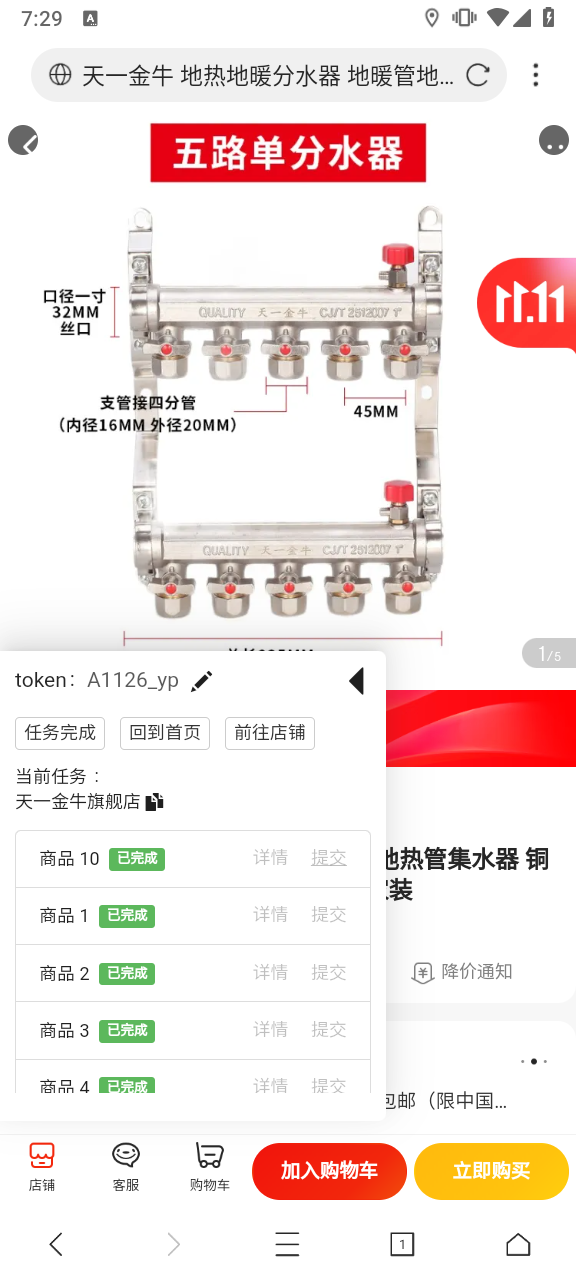 7:29
A
天一金牛 地热地暖分水器 地暖管地...
五路单分水器
口径一寸
32MM
丝口
QUALITY 天一金牛 CJ/T 251?2007 1"
支管接四分管
（内径16MM 外径20MM）
45MM
11.11
QUALITY 天一金牛 CJ/T 251?2007 1"
1/5
token： A1126_yp
任务完成
回到首页
前往店铺
当前任务：
天一金牛旗舰店
商品 10 已完成 详情 提交
商品 1 已完成 详情 提交
商品 2 已完成 详情 提交
商品 3 已完成 详情 提交
商品 4 已完成 详情 提交
地热管集水器 铜
装
降价通知
包邮（限中国...
店铺
客服
购物车
加入购物车
立即购买
1